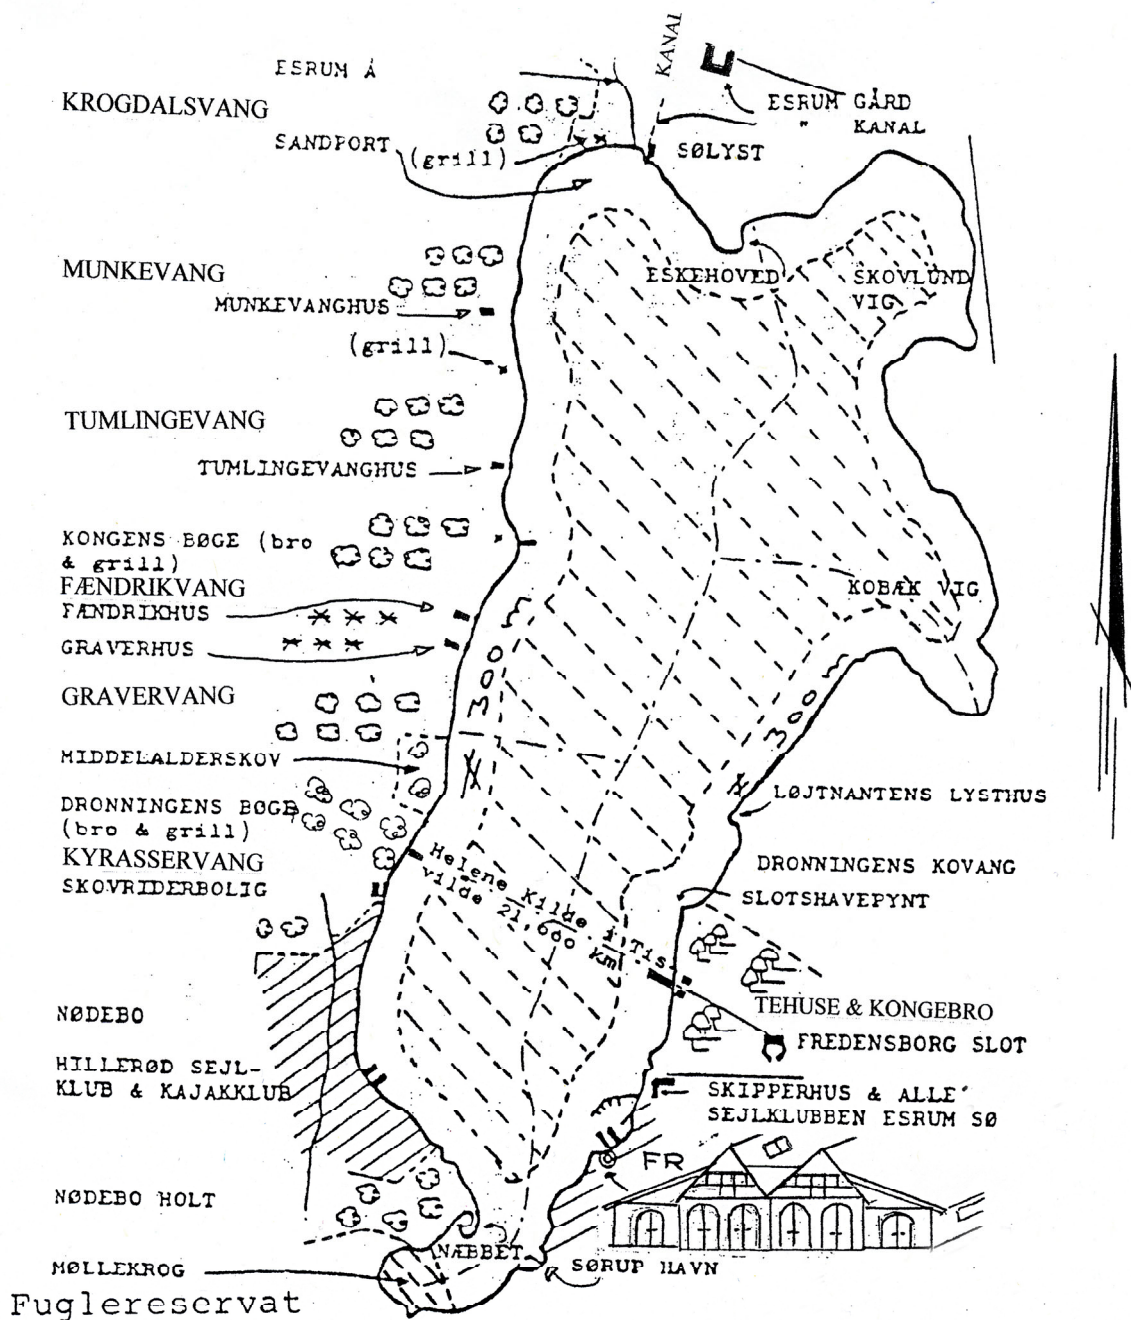 KANAL
ESRUM Å
KROGDALSVANG
ESRUM GÅRD
" KANAL
SANDPORT
(grill)
SØLYST
MUNKEVANG
ESKEHOVED
SKOVLUND
VIG
MUNKEVANGHUS
(grill)
TUMLINGEVANG
TUMLINGEVANGHUS
KONGENS BØGE (bro
& grill)
FÆNDRIKVANG
FÆNDRIKHUS
KOBÆK VIG
GRAVERHUS
300
300
GRAVERVANG
MIDDELALDERSKOV
LØJTNANTENS LYSTHUS
DRONNINGENS BØGE
(bro & grill)
KYRASSERVANG
SKOVRIDERBOLIG
Helene Kilde i Tis-
vilde 21,660 km
DRONNINGENS KOVANG
SLOTSHAVEPYNT
TEHUSE & KONGEBRO
NØDEBO
FREDENSBORG SLOT
HILLERØD SEJL-
KLUB & KAJAKKLUB
SKIPPERHUS & ALLE'
SEJLKLUBBEN ESRUM SØ
FR
NØDEBO HOLT
NÆBBET
MØLLEKROG
SØRUP HAVN
Fuglereservat